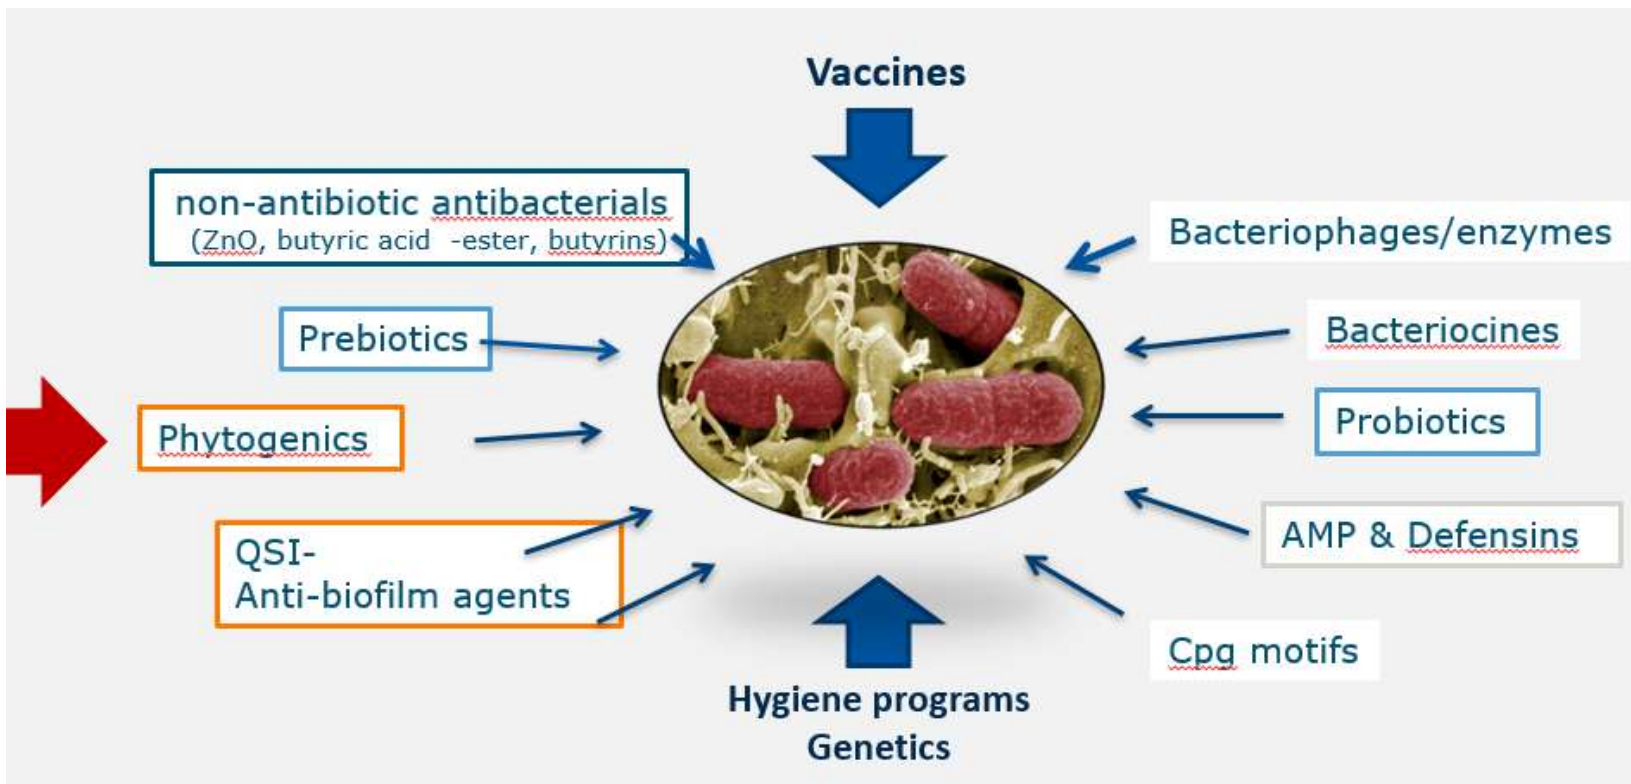 Vaccines
non-antibiotic antibacterials
(ZnO, butyric acid -ester, butyrins)
Bacteriophages/enzymes
Prebiotics
Bacteriocines
Phytogenics
Probiotics
QSI-
Anti-biofilm agents
AMP & Defensins
Cpg motifs
Hygiene programs
Genetics